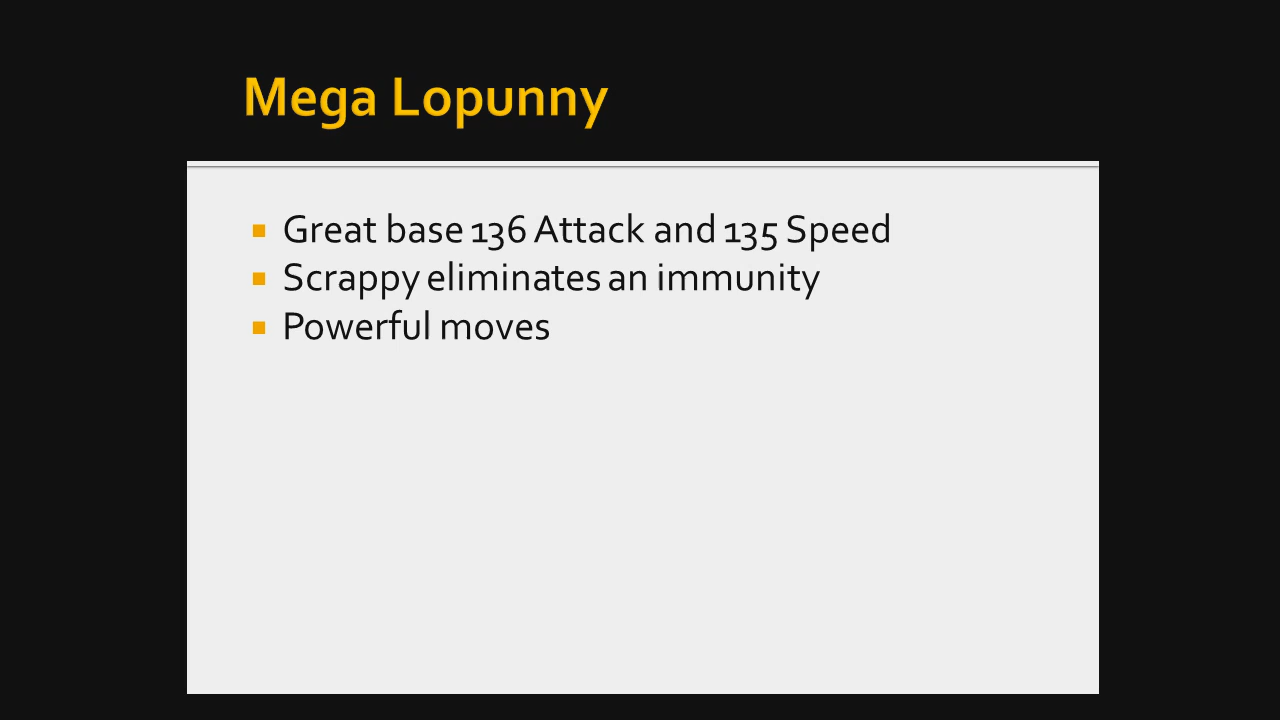 Mega Lopunny
Great base 136 Attack and 135 Speed
Scrappy eliminates an immunity
Powerful moves